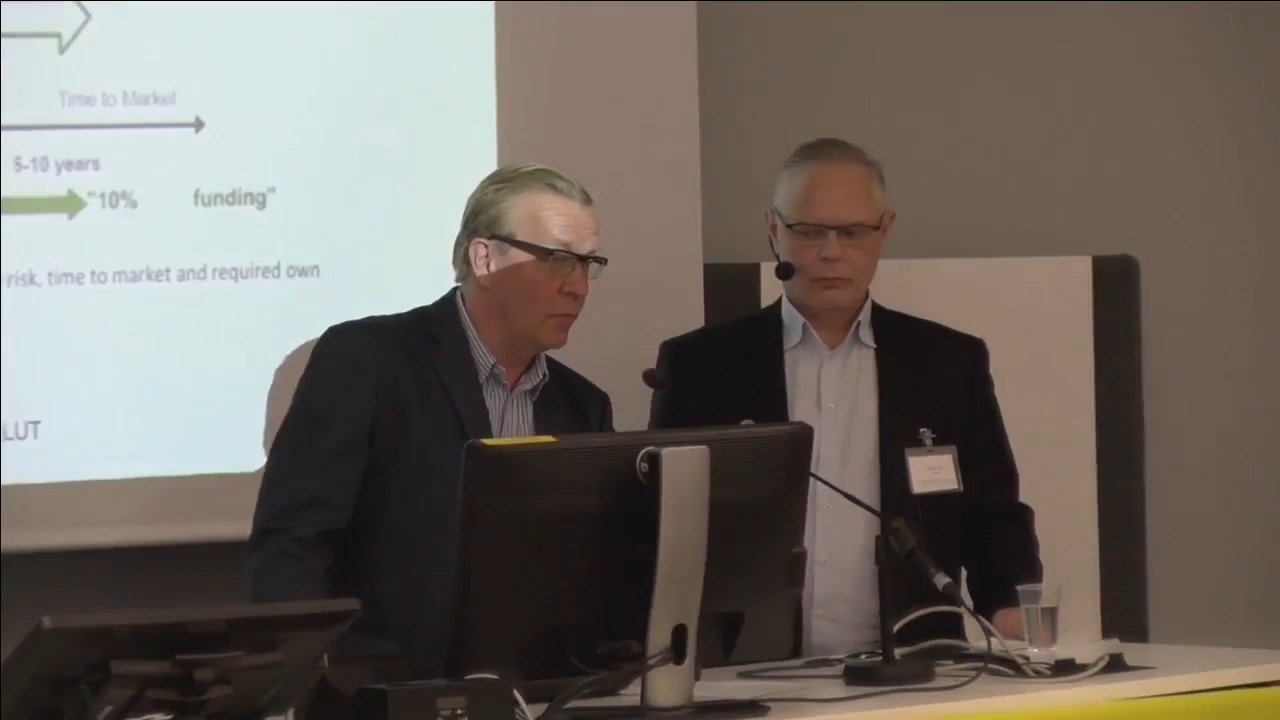 Time to Market
5-10 years
"10% funding"
risk, time to market and required own
LUT